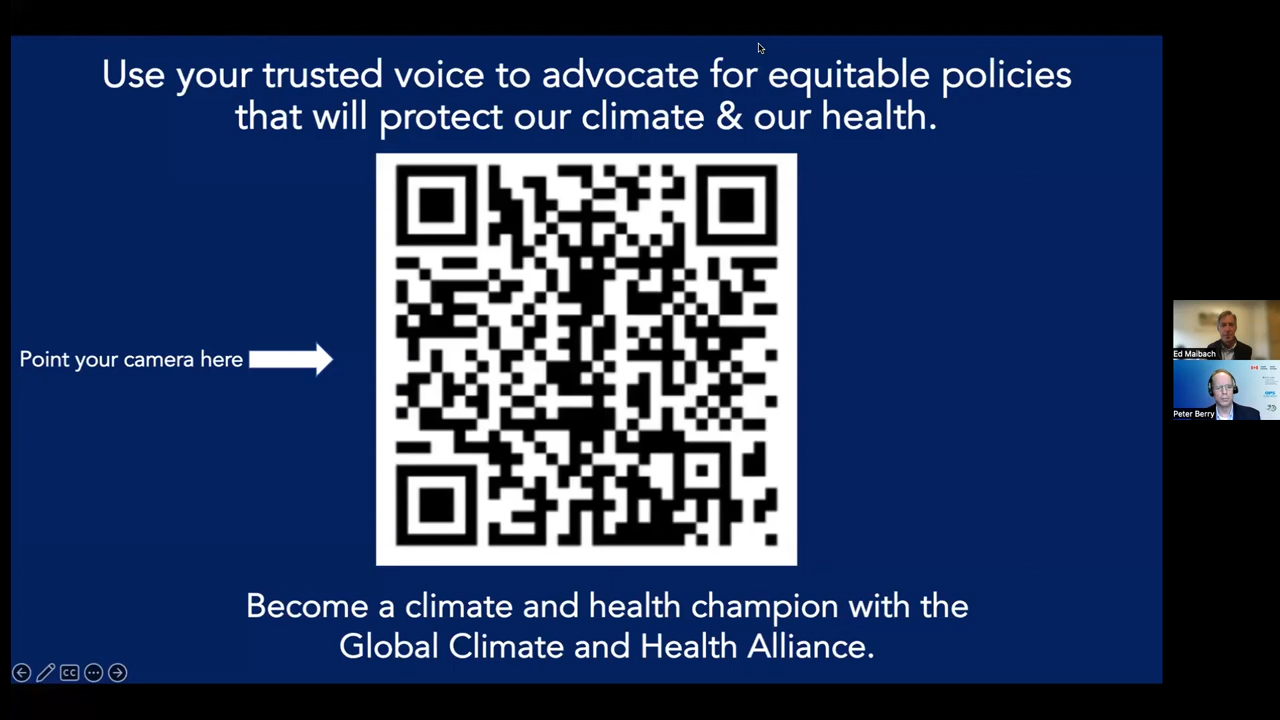 Use your trusted voice to advocate for equitable policies
that will protect our climate & our health.
Point your camera here
Ed Maibach
Peter Berry
Become a climate and health champion with the
Global Climate and Health Alliance.
CC